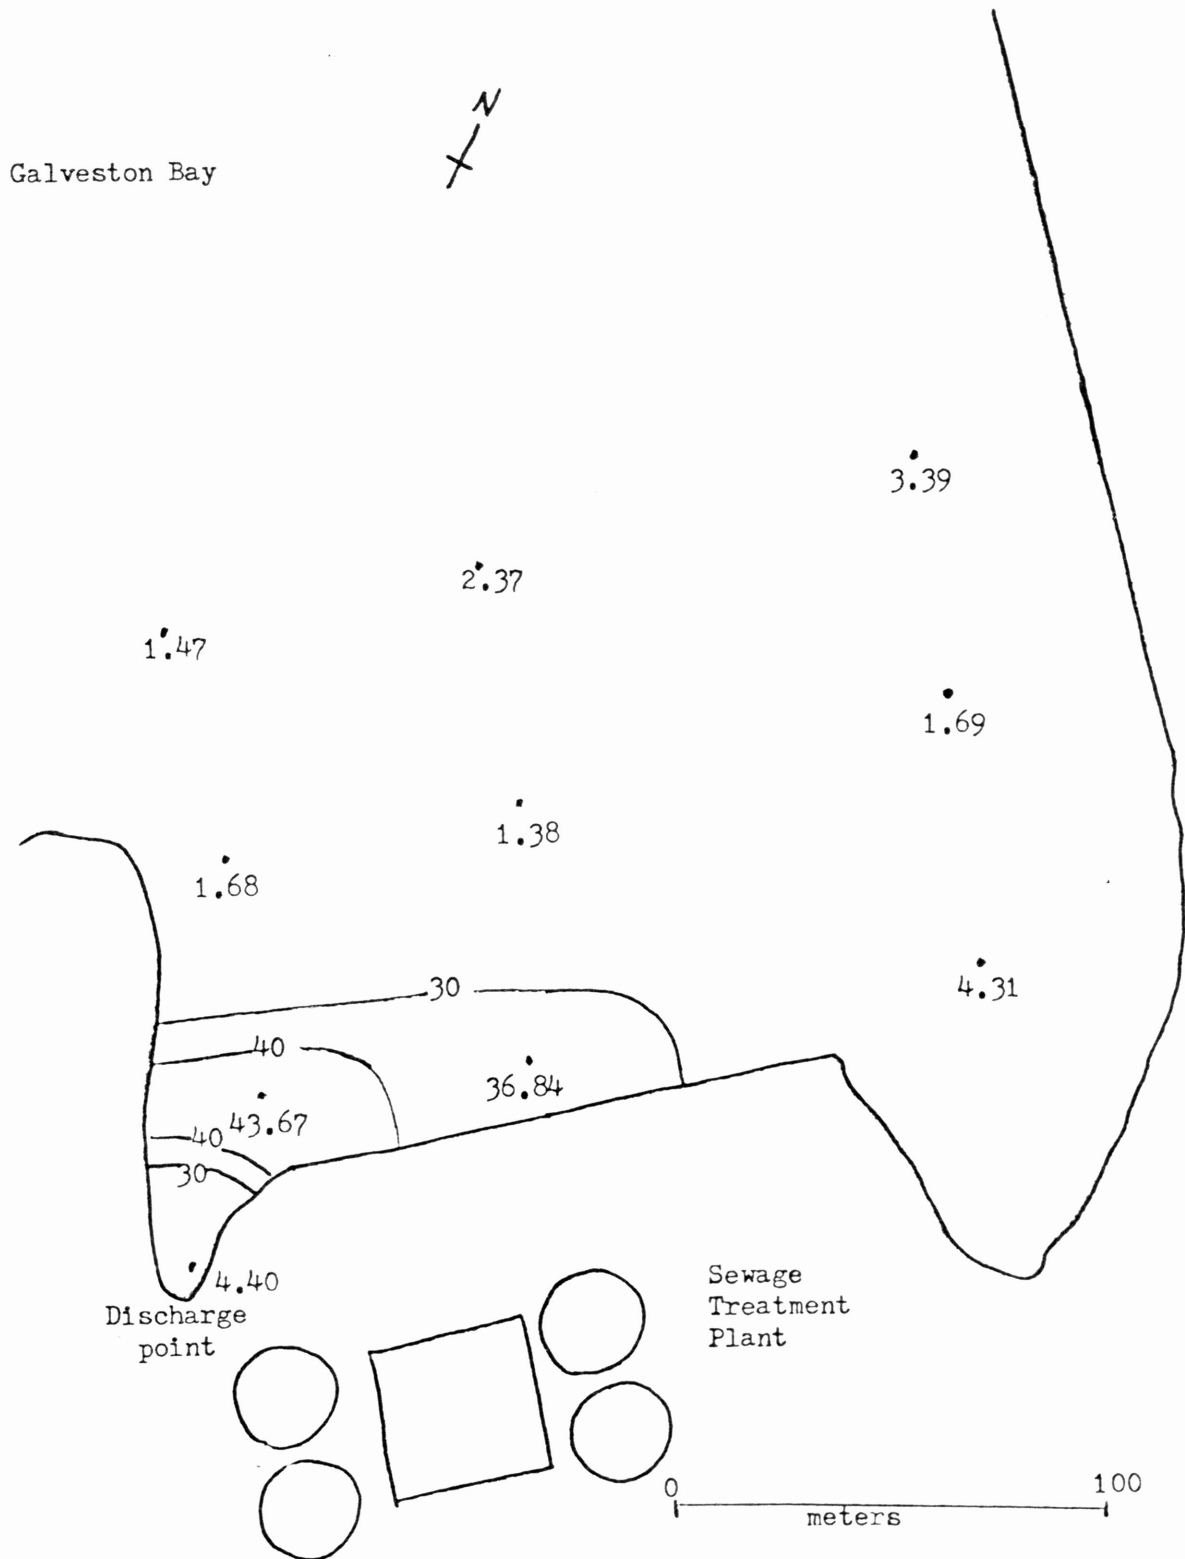 N
Galveston Bay
3.39
2.37
1.47
1.69
1.38
1.68
30
4.31
40
36.84
43.67
40
30
4.40
Discharge
point
Sewage
Treatment
Plant
0 100
meters